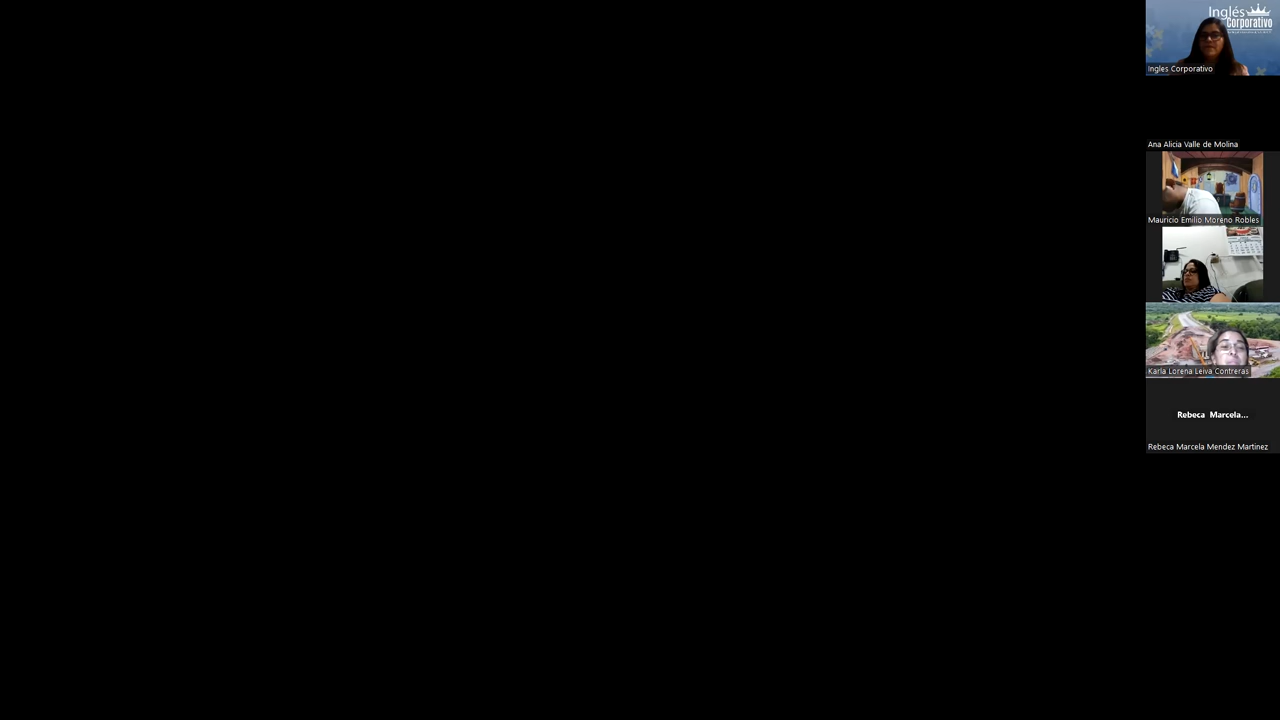 Inglés
Corporativo
Ingles Corporativo
Ana Alicia Valle de Molina
Mauricio Emilio Moreno Robles
Karla Lorena Leiva Contreras
Rebeca Marcela...
Rebeca Marcela Mendez Martinez